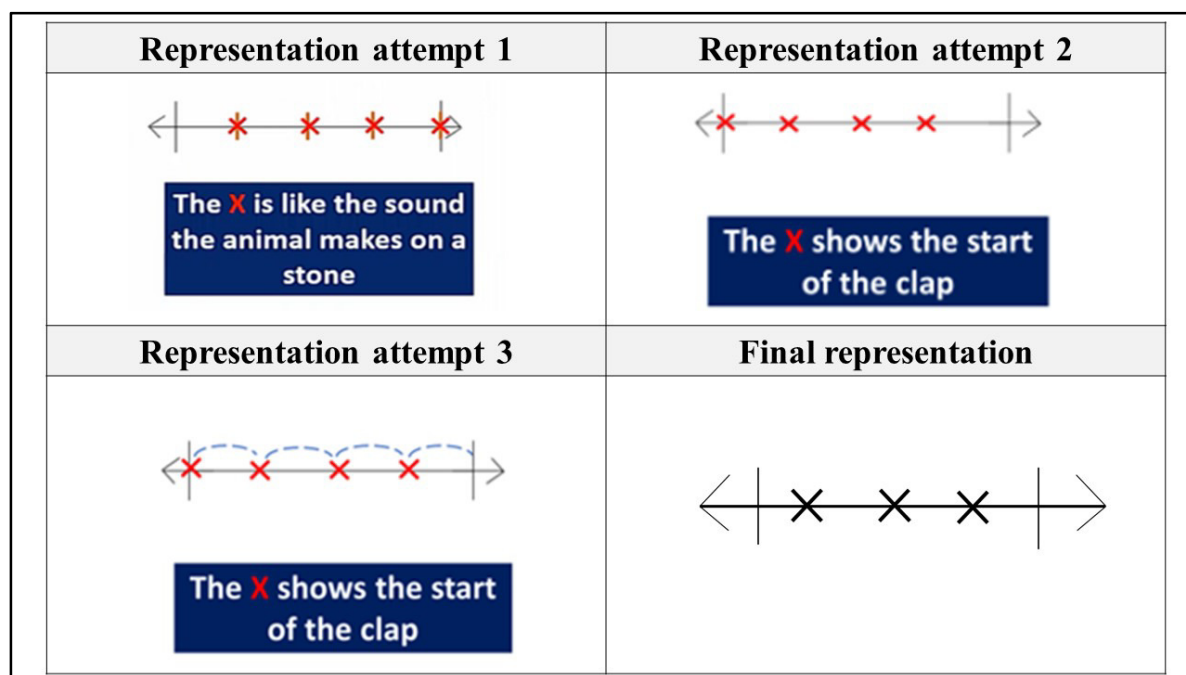 Representation attempt 1
Representation attempt 2
The X is like the sound
the animal makes on a
stone
The X shows the start
of the clap
Representation attempt 3
Final representation
The X shows the start
of the clap